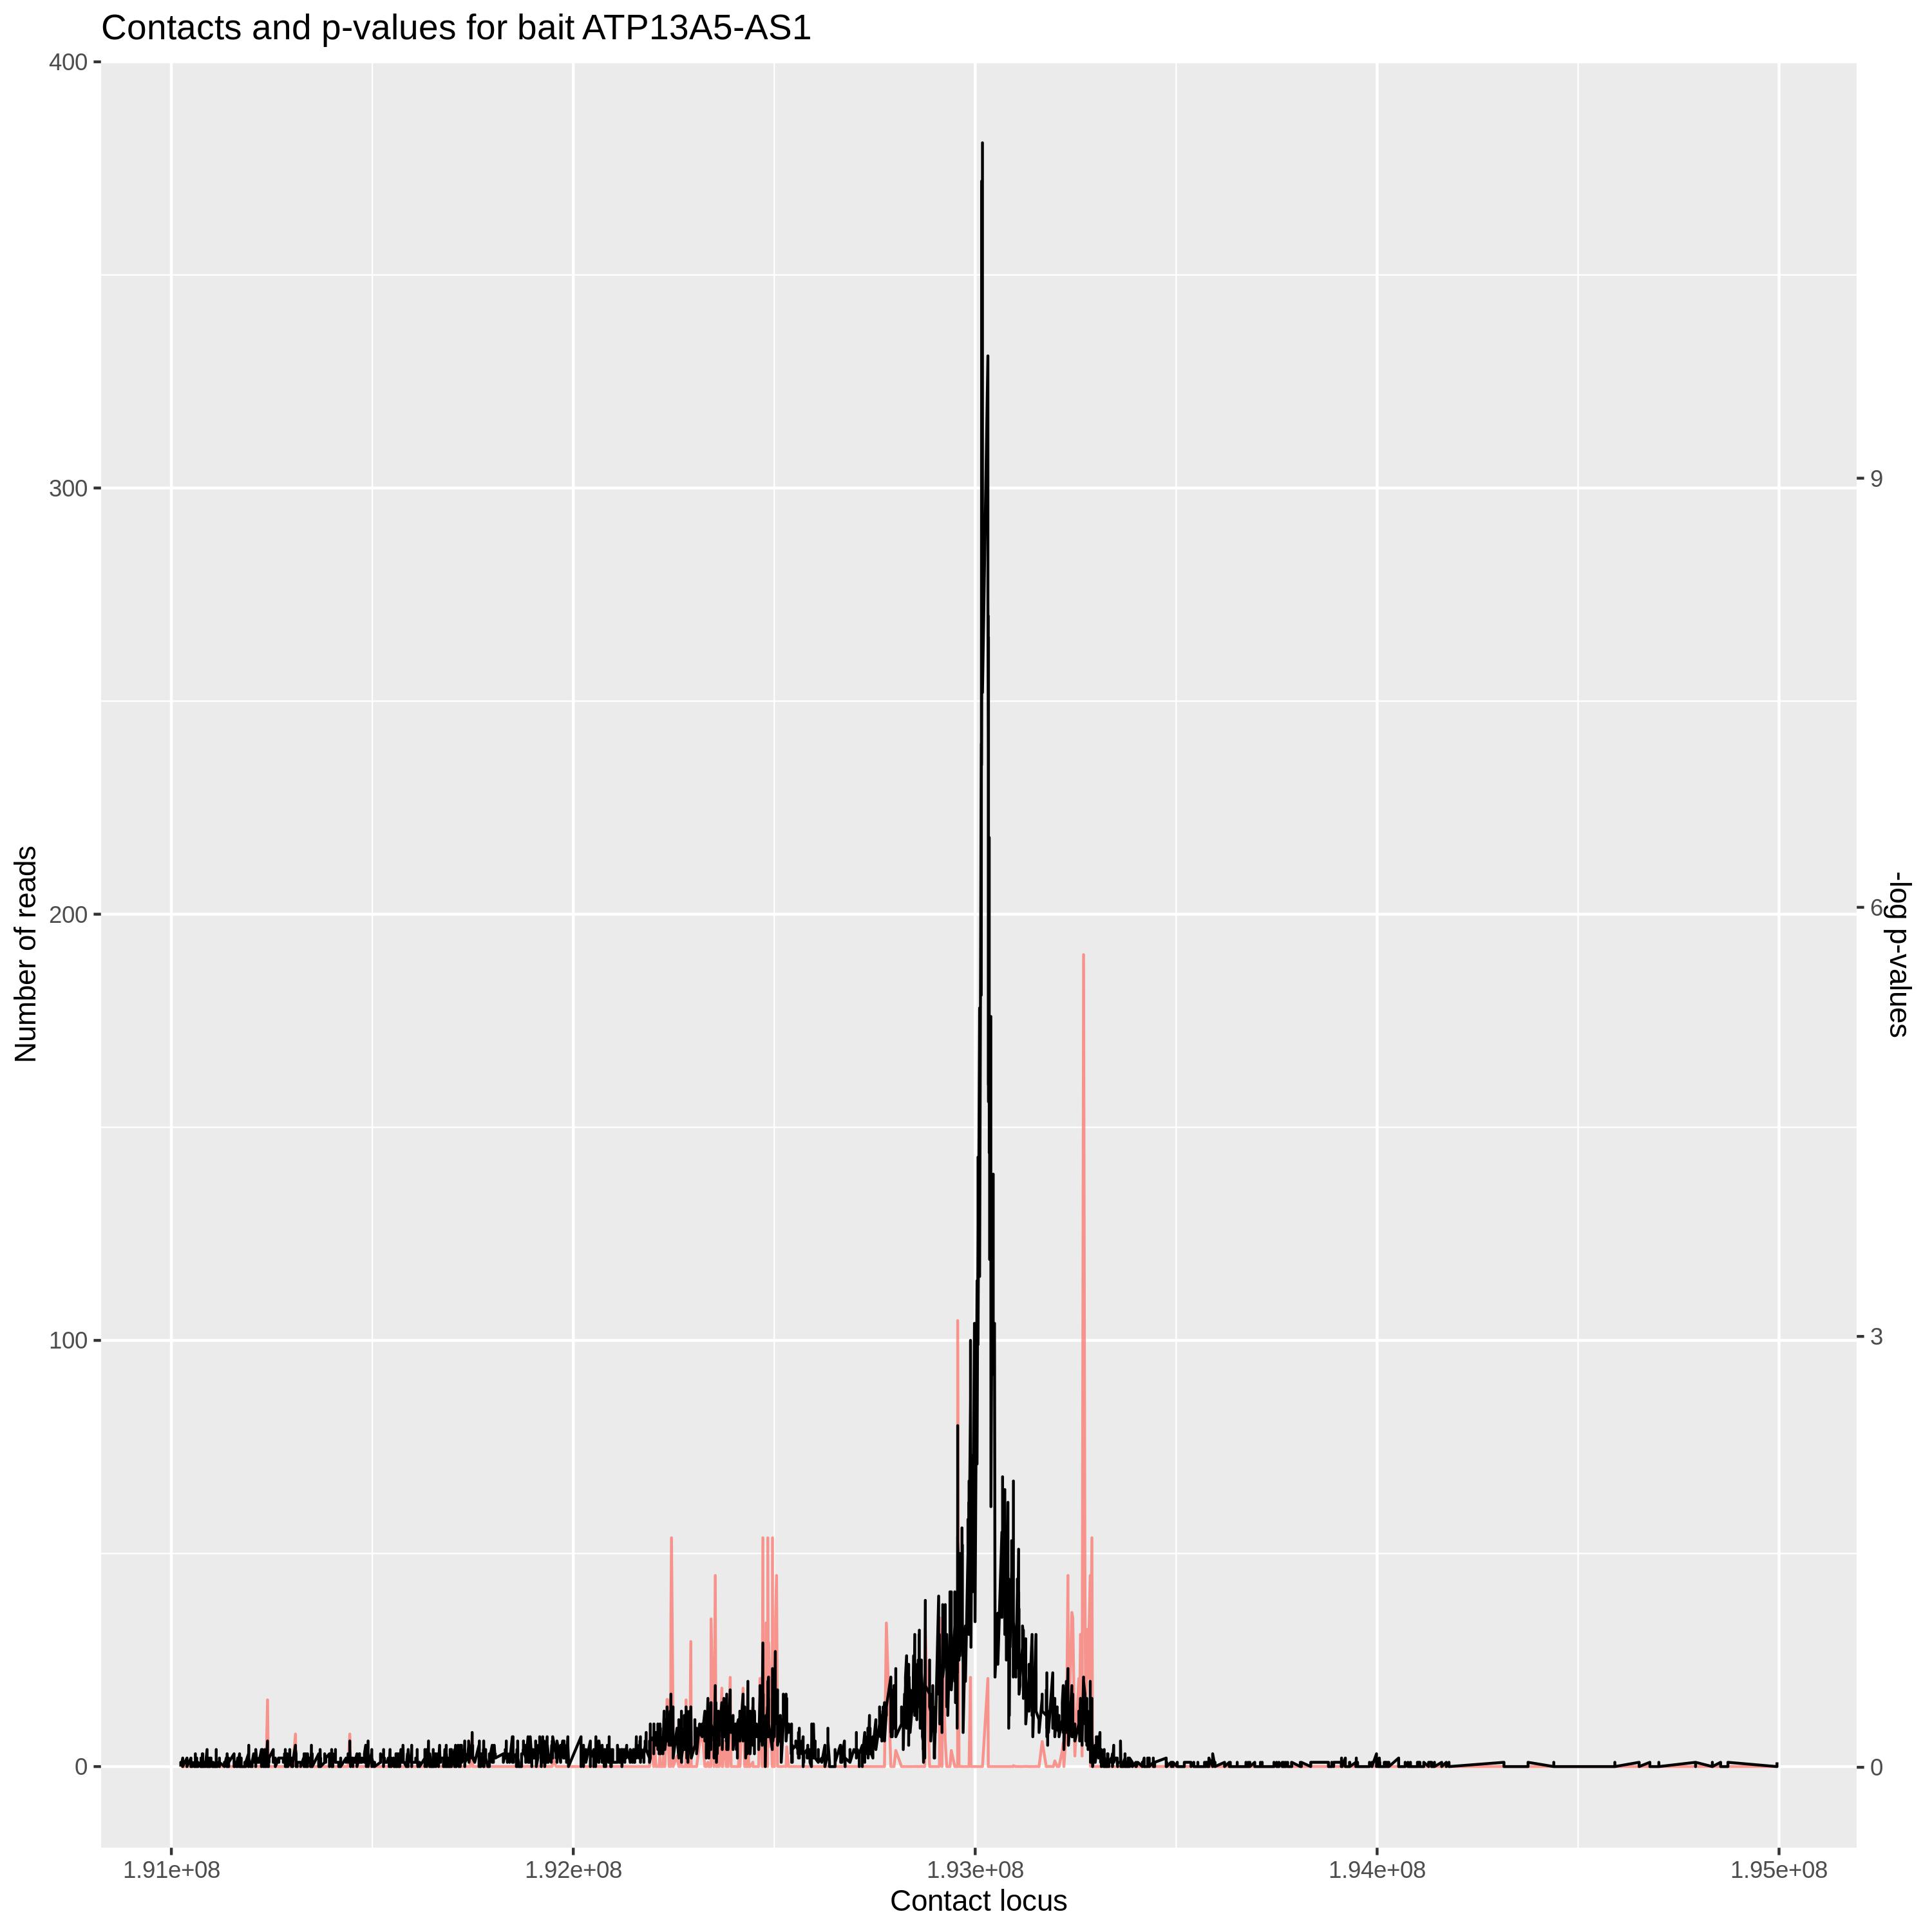 Contacts and p-values for bait ATP13A5-AS1
400
300
200
100
0
Number of reads
9
6
3
0
-log p-values
1.91e+08
1.92e+08
1.93e+08
1.94e+08
1.95e+08
Contact locus